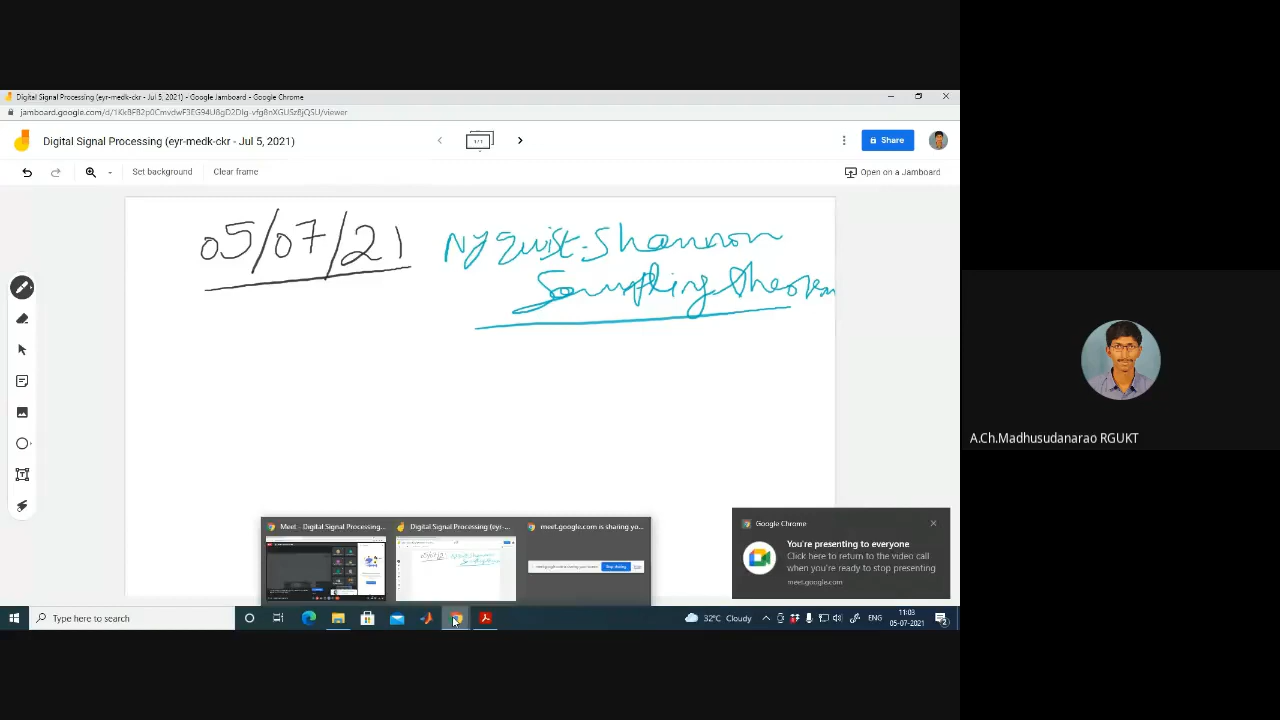 Digital Signal Processing (eyr-medk-ckr - Jul 5, 2021) - Google Jamboard - Google Chrome
Digital Signal Processing (eyr-medk-ckr - Jul 5, 2021)
1/1
Share
Set background
Clear frame
Open on a Jamboard
05/07/21
Nyquist-Shannon
Sampling theorem
A.Ch.Madhusudanarao RGUKT
Meet - Digital Signal Processing...
Digital Signal Processing (eyr-...
meet.google.com is sharing yo...
Stop sharing
Google Chrome
You're presenting to everyone
Click here to return to the video call
when you're ready to stop presenting
meet.google.com
Type here to search
32°C Cloudy
ENG
11:03
05-07-2021